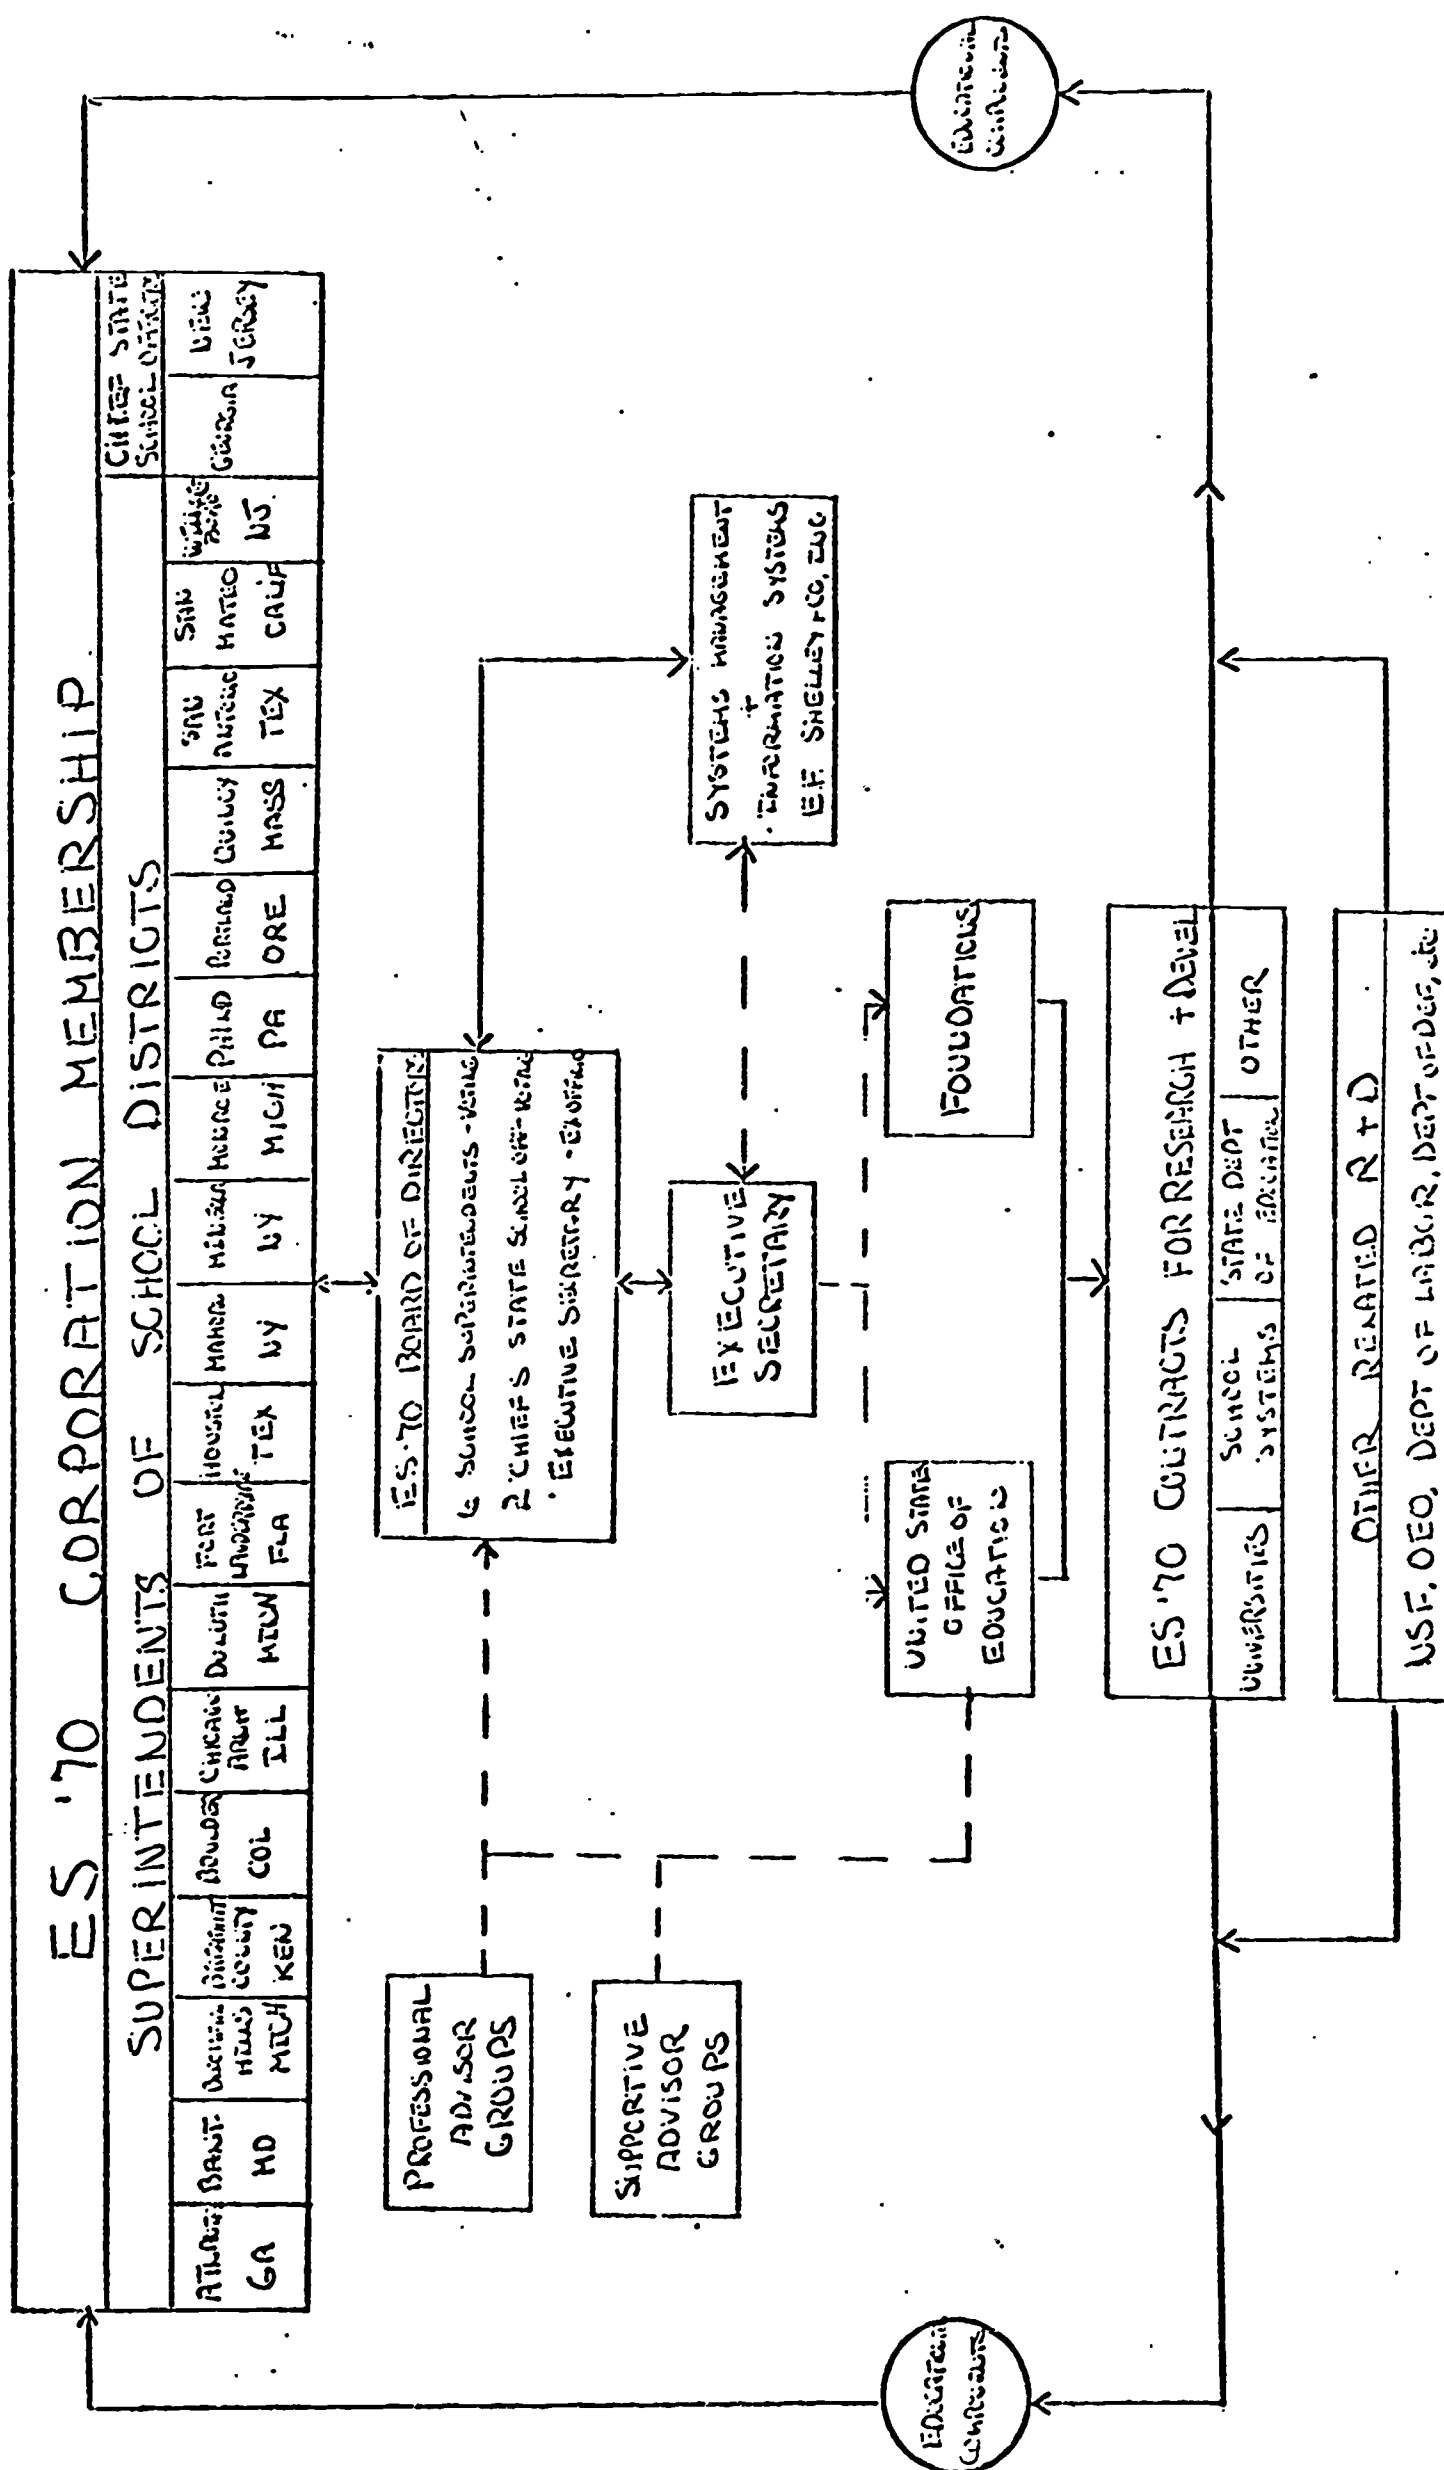 ES '70 CORPORATION MEMBERSHIP
SUPERINTENDENTS OF SCHOOL DISTRICTS
CHIEF STATE
SCHOOL
ATLANTA
GA
BALT.
MD
HILLS
MICH
COUNTY
KEN
BOULDER
COL
CHICAGO
ILL
DULUTH
MINN
FORT
FLA
HOUSTON
TEX
NY
NY
MONROE
MICH
PHILAD
PA
PORTLAND
ORE
QUINCY
MASS
SAN
ANTONIO
TEX
SAN
MATEO
CALIF
NJ
GEORGIA
NEW
JERSEY
ES '70 BOARD OF DIRECTORS
SCHOOL SUPERINTENDENTS - VOTING
2 CHIEFS STATE SCHOOL OFF - VOTING
EXECUTIVE SECRETARY - EX OFFICIO
PROFESSIONAL
ADVISOR
GROUPS
SUPPORTIVE
ADVISOR
GROUPS
EXECUTIVE
SECRETARY
SYSTEMS MANAGEMENT
+
INFORMATION SYSTEMS
E.F. SHELLEY + CO, INC.
UNITED STATES
OFFICE OF
EDUCATION
FOUNDATIONS
EDUCATION
COMPONENTS
ES '70 CONTRACTS FOR RESEARCH + DEVEL
UNIVERSITIES
SCHOOL
SYSTEMS
STATE DEPT
OF EDUCATION
OTHER
OTHER RELATED R + D
NSF, OEO, DEPT OF LABOR, DEPT OF DEF, etc